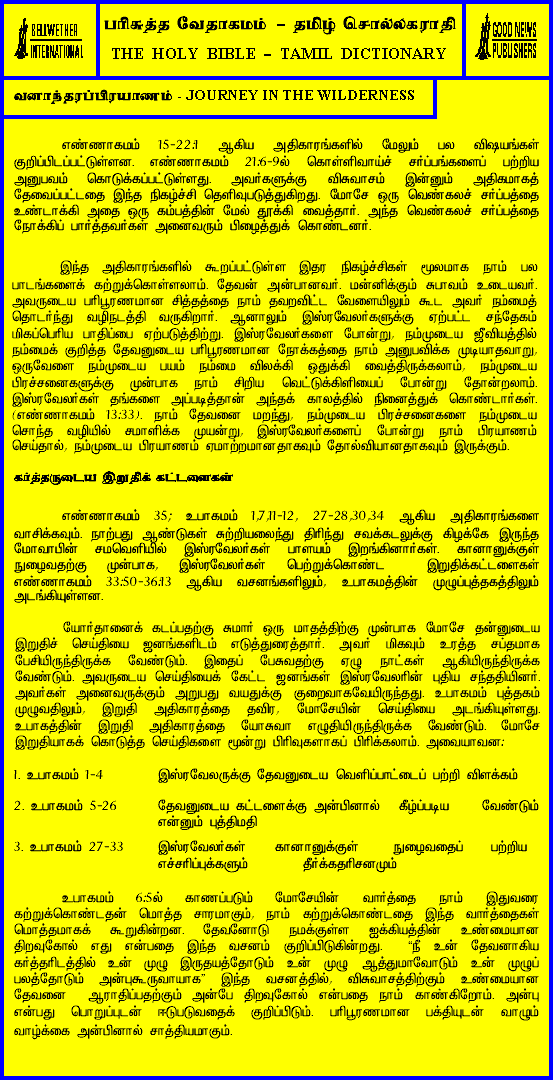 BELLWETHER
INTERNATIONAL
பரிசுத்த வேதாகமம் – தமிழ் சொல்லகராதி
THE HOLY BIBLE – TAMIL DICTIONARY
GOOD NEWS
PUBLISHERS
வனாந்தரப்பிரயாணம் - JOURNEY IN THE WILDERNESS
எண்ணாகமம் 15-22:1 ஆகிய அதிகாரங்களில் மேலும் பல விஷயங்கள்
குறிப்பிடப்பட்டுள்ளன. எண்ணாகமம் 21:6-9ல் கொள்ளிவாய்ச் சர்ப்பங்களைப் பற்றிய
அனுபவம் கொடுக்கப்பட்டுள்ளது. அவர்களுக்கு விசுவாசம் இன்னும் அதிகமாகத்
தேவைப்பட்டதை இந்த நிகழ்ச்சி தெளிவுபடுத்துகிறது. மோசே ஒரு வெண்கலச் சர்ப்பத்தை
உண்டாக்கி அதை ஒரு கம்பத்தின் மேல் தூக்கி வைத்தார். அந்த வெண்கலச் சர்ப்பத்தை
நோக்கிப் பார்த்தவர்கள் அனைவரும் பிழைத்துக் கொண்டனர்.
இந்த அதிகாரங்களில் கூறப்பட்டுள்ள இதர நிகழ்ச்சிகள் மூலமாக நாம் பல
பாடங்களைக் கற்றுக்கொள்ளலாம். தேவன் அன்பானவர். மன்னிக்கும் சுபாவம் உடையவர்.
அவருடைய பரிபூரணமான சித்தத்தை நாம் தவறவிட்ட வேளையிலும் கூட அவர் நம்மைத்
தொடர்ந்து வழிநடத்தி வருகிறார். ஆனாலும் இஸ்ரவேலர்களுக்கு ஏற்பட்ட சந்தேகம்
மிகப்பெரிய பாதிப்பை ஏற்படுத்திற்று. இஸ்ரவேலர்களை போன்று, நம்முடைய ஜீவியத்தில்
நம்மைக் குறித்த தேவனுடைய பரிபூரணமான நோக்கத்தை நாம் அனுபவிக்க முடியாதவாறு,
ஒருவேளை நம்முடைய பயம் நம்மை விலக்கி ஒதுக்கி வைத்திருக்கலாம், நம்முடைய
பிரச்சனைகளுக்கு முன்பாக நாம் சிறிய வெட்டுக்கிளியைப் போன்று தோன்றலாம்.
இஸ்ரவேலர்கள் தங்களை அப்படித்தான் அந்தக் காலத்தில் நினைத்துக் கொண்டார்கள்.
(எண்ணாகமம் 13:33). நாம் தேவனை மறந்து, நம்முடைய பிரச்சனைகளை நம்முடைய
சொந்த வழியில் சமாளிக்க முயன்று, இஸ்ரவேலர்களைப் போன்று நாம் பிரயாணம்
செய்தால், நம்முடைய பிரயாணம் ஏமாற்றமானதாகவும் தோல்வியானதாகவும் இருக்கும்.
கர்த்தருடைய இறுதிக் கட்டளைகள்
எண்ணாகமம் 35; உபாகமம் 1,7,11-12, 27-28,30,34 ஆகிய அதிகாரங்களை
வாசிக்கவும். நாற்பது ஆண்டுகள் சுற்றியலைந்து திரிந்து சவக்கடலுக்கு கிழக்கே இருந்த
மோவாபின் சமவெளியில் இஸ்ரவேலர்கள் பாளயம் இறங்கினார்கள். கானானுக்குள்
நுழைவதற்கு முன்பாக, இஸ்ரவேலர்கள் பெற்றுக்கொண்ட இறுதிக்கட்டளைகள்
எண்ணாகமம் 33:50-36:13 ஆகிய வசனங்களிலும், உபாகமத்தின் முழுப்புத்தகத்திலும்
அடங்கியுள்ளன.
யோர்தானைக் கடப்பதற்கு சுமார் ஒரு மாதத்திற்கு முன்பாக மோசே தன்னுடைய
இறுதிச் செய்தியை ஜனங்களிடம் எடுத்துரைத்தார். அவர் மிகவும் உரத்த சப்தமாக
பேசியிருந்திருக்க வேண்டும். இதைப் பேசுவதற்கு ஏழு நாட்கள் ஆகியிருந்திருக்க
வேண்டும். அவருடைய செய்தியைக் கேட்ட ஜனங்கள் இஸ்ரவேலரின் புதிய சந்ததியினர்.
அவர்கள் அனைவருக்கும் அறுபது வயதுக்கு குறைவாகவேயிருந்தது. உபாகமம் புத்தகம்
முழுவதிலும், இறுதி அதிகாரத்தை தவிர, மோசேயின் செய்தியை அடங்கியுள்ளது.
உபாகத்தின் இறுதி அதிகாரத்தை யோசுவா எழுதியிருந்திருக்க வேண்டும். மோசே
இறுதியாகக் கொடுத்த செய்திகளை மூன்று பிரிவுகளாகப் பிரிக்கலாம். அவையாவன:
1. உபாகமம் 1-4 இஸ்ரவேலருக்கு தேவனுடைய வெளிப்பாட்டைப் பற்றி விளக்கம்
2. உபாகமம் 5-26 தேவனுடைய கட்டளைக்கு அன்பினால் கீழ்ப்படிய வேண்டும்
என்னும் புத்திமதி
3. உபாகமம் 27-33 இஸ்ரவேலர்கள் கானானுக்குள் நுழைவதைப் பற்றிய
எச்சரிப்புக்களும் தீர்க்கதரிசனமும்
உபாகமம் 6:5ல் காணப்படும் மோசேயின் வார்த்தை நாம் இதுவரை
கற்றுக்கொண்டதன் மொத்த சாரமாகும், நாம் கற்றுக்கொண்டதை இந்த வார்த்தைகள்
மொத்தமாகக் கூறுகின்றன. தேவனோடு நமக்குள்ள ஐக்கியத்தின் உண்மையான
திறவுகோல் எது என்பதை இந்த வசனம் குறிப்பிடுகின்றது. "நீ உன் தேவனாகிய
கர்த்தரிடத்தில் உன் முழு இருதயத்தோடும் உன் முழு ஆத்துமாவோடும் உன் முழுப்
பலத்தோடும் அன்புகூருவாயாக" இந்த வசனத்தில், விசுவாசத்திற்கும் உண்மையான
தேவனை ஆராதிப்பதற்கும் அன்பே திறவுகோல் என்பதை நாம் காண்கிறோம். அன்பு
என்பது பொறுப்புடன் ஈடுபடுவதைக் குறிப்பிடும். பரிபூரணமான பக்தியுடன் வாழும்
வாழ்க்கை அன்பினால் சாத்தியமாகும்.